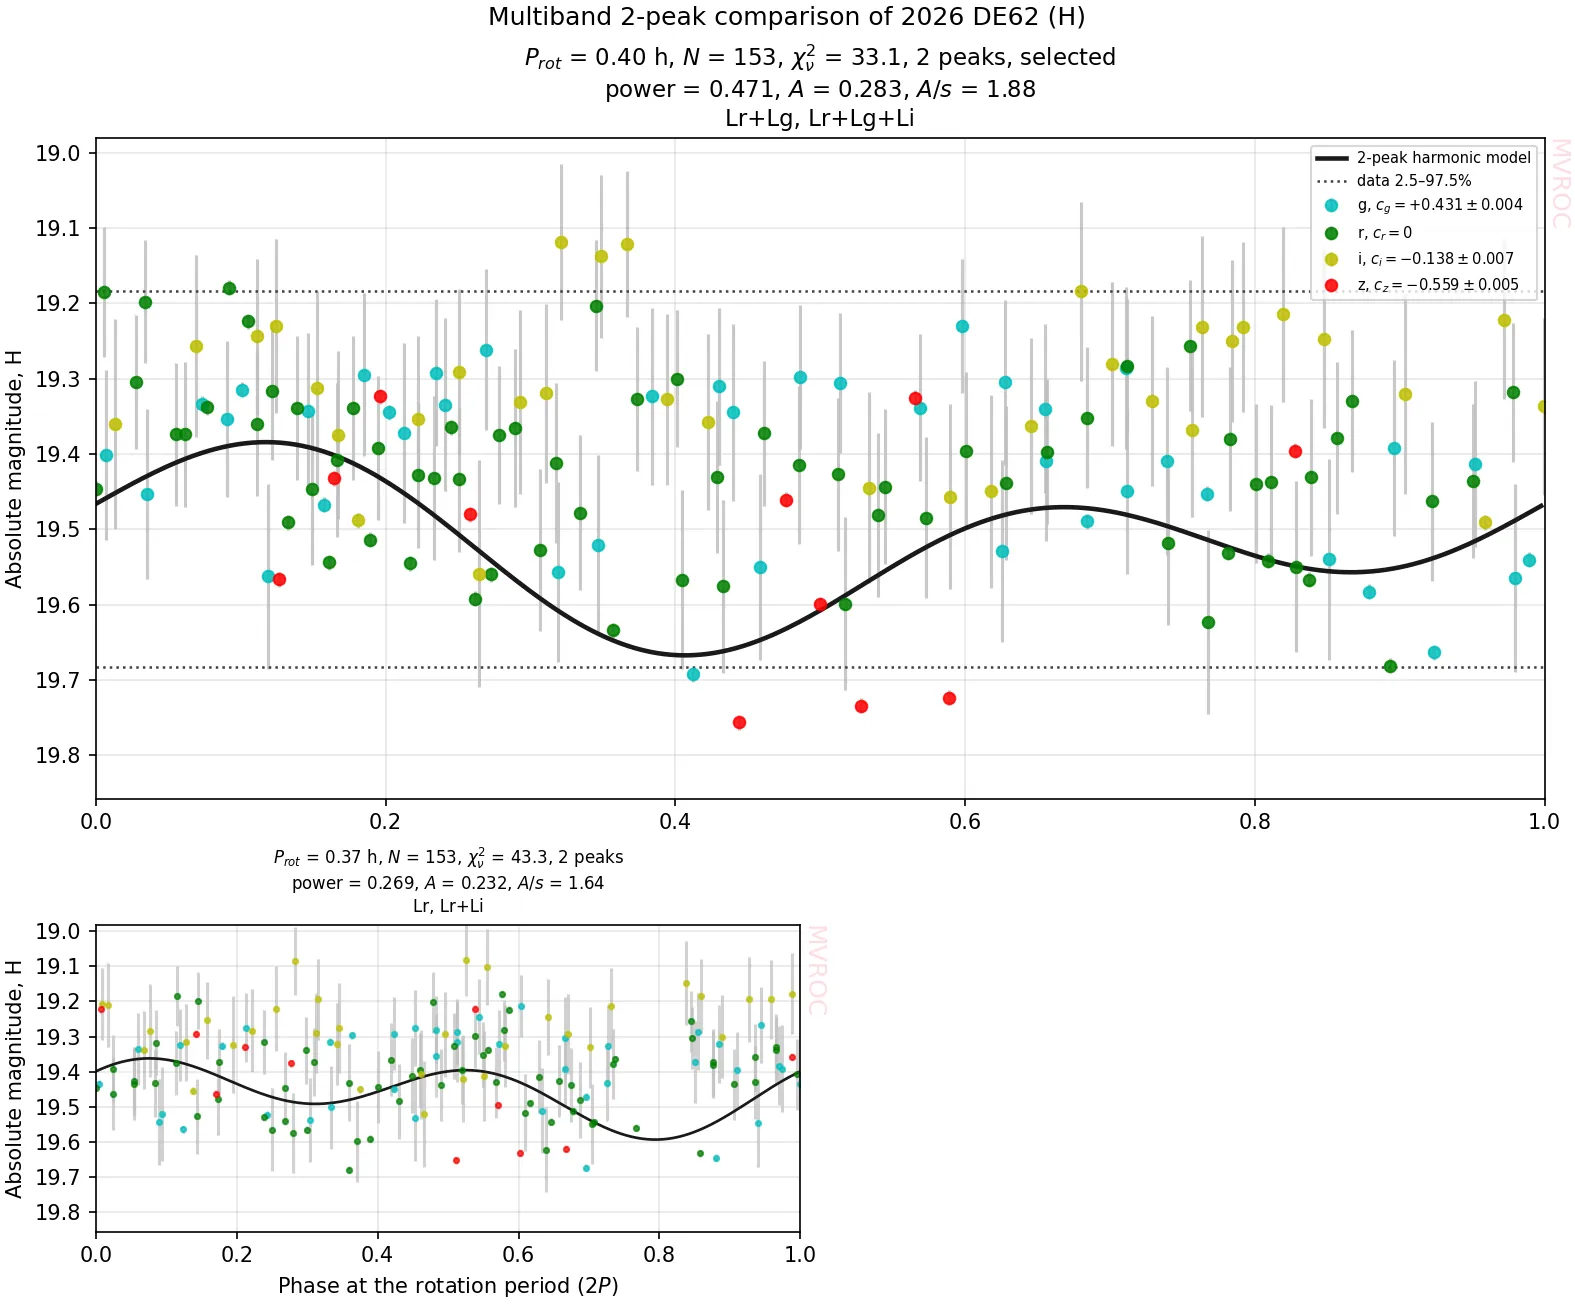 Multiband 2-peak comparison of 2026 DE62 (H)
P_rot = 0.40 h, N = 153, χ²_ν = 33.1, 2 peaks, selected
power = 0.471, A = 0.283, A/s = 1.88
Lr+Lg, Lr+Lg+Li
Absolute magnitude, H
19.0
19.1
19.2
19.3
19.4
19.5
19.6
19.7
19.8
2-peak harmonic model
data 2.5–97.5%
g, c_g = +0.431 ± 0.004
r, c_r = 0
i, c_i = −0.138 ± 0.007
z, c_z = −0.559 ± 0.005
MVROC
0.0 0.2 0.4 0.6 0.8 1.0
P_rot = 0.37 h, N = 153, χ²_ν = 43.3, 2 peaks
power = 0.269, A = 0.232, A/s = 1.64
Lr, Lr+Li
Absolute magnitude, H
19.0
19.1
19.2
19.3
19.4
19.5
19.6
19.7
19.8
MVROC
0.0 0.2 0.4 0.6 0.8 1.0
Phase at the rotation period (2P)